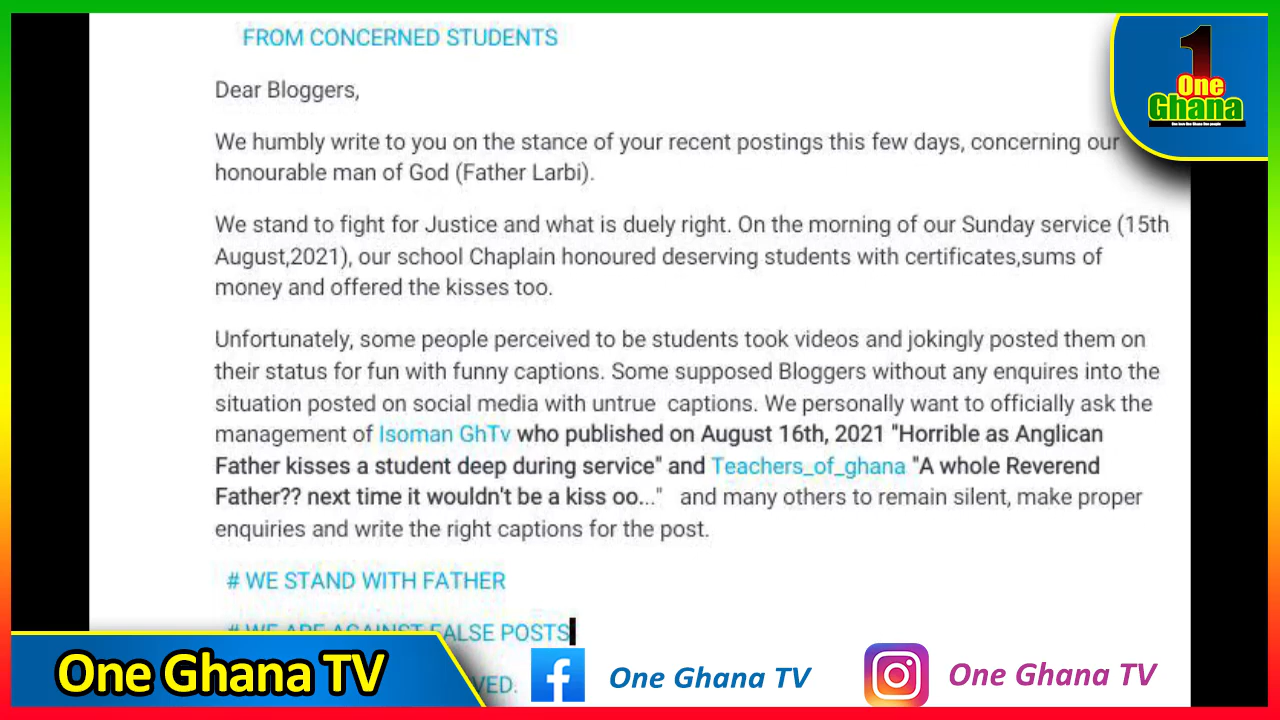 FROM CONCERNED STUDENTS
Dear Bloggers,
We humbly write to you on the stance of your recent postings this few days, concerning our
honourable man of God (Father Larbi).
We stand to fight for Justice and what is duely right. On the morning of our Sunday service (15th
August,2021), our school Chaplain honoured deserving students with certificates,sums of
money and offered the kisses too.
Unfortunately, some people perceived to be students took videos and jokingly posted them on
their status for fun with funny captions. Some supposed Bloggers without any enquires into the
situation posted on social media with untrue captions. We personally want to officially ask the
management of Isoman GhTv who published on August 16th, 2021 "Horrible as Anglican
Father kisses a student deep during service" and Teachers_of_ghana "A whole Reverend
Father?? next time it wouldn't be a kiss oo..." and many others to remain silent, make proper
enquiries and write the right captions for the post.
# WE STAND WITH FATHER
# WE ARE AGAINST FALSE POSTS
VED.
1
One
Ghana
One Ghana TV
One Ghana TV
One Ghana TV